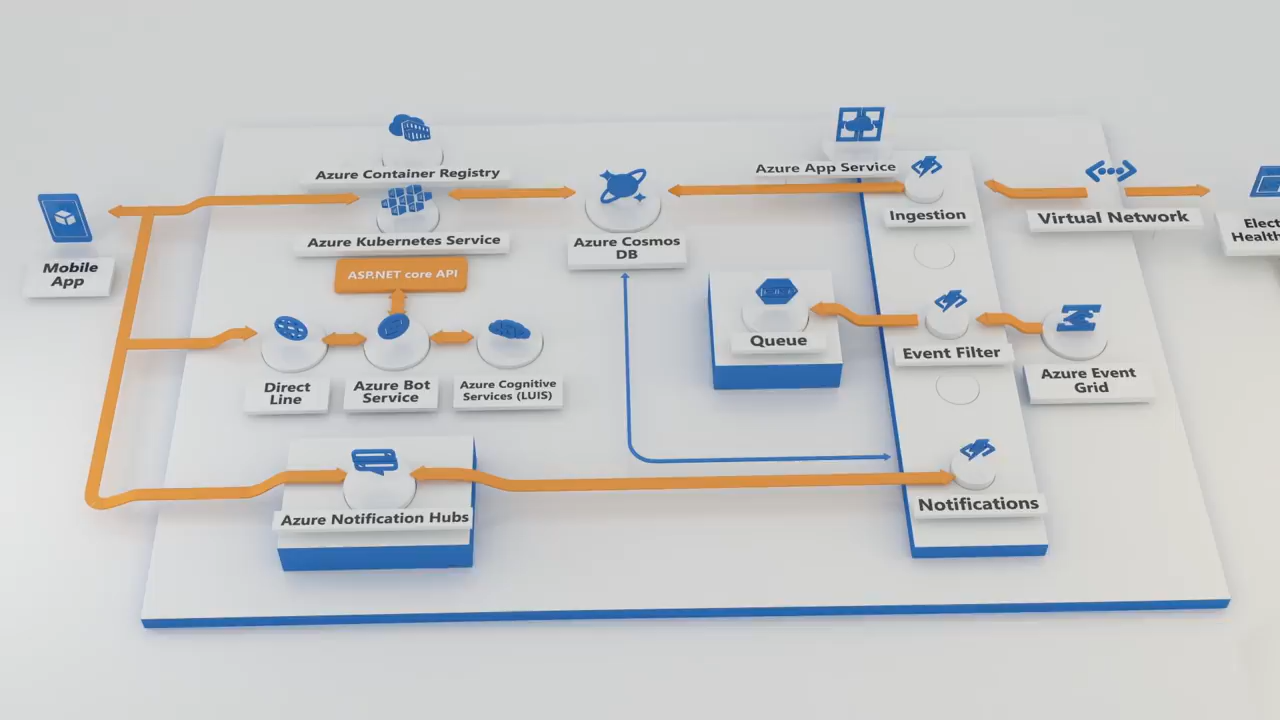 Azure Container Registry
Azure App Service
Azure Kubernetes Service
Azure Cosmos
DB
Ingestion
Virtual Network
Mobile
App
ASP.NET core API
Queue
Event Filter
Azure Event
Grid
Direct
Line
Azure Bot
Service
Azure Cognitive
Services (LUIS)
Azure Notification Hubs
Notifications